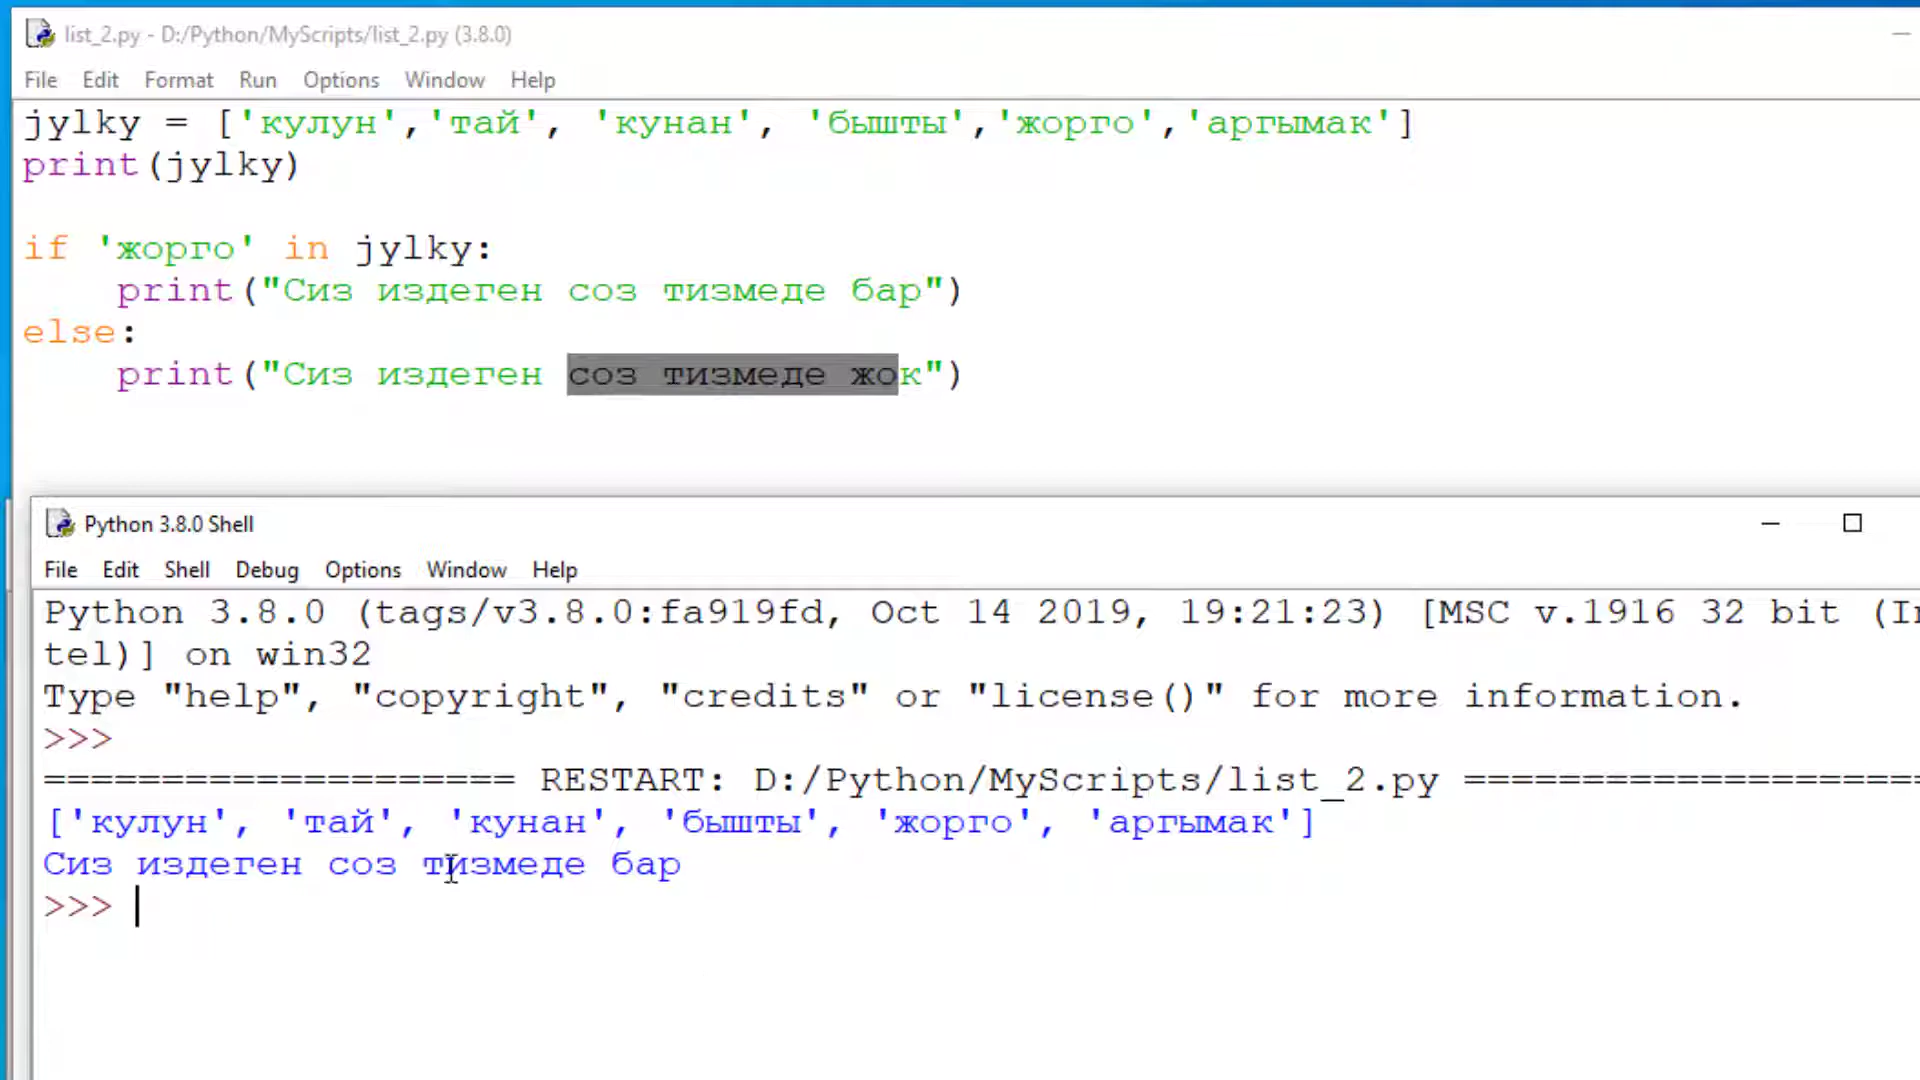 list_2.py - D:/Python/MyScripts/list_2.py (3.8.0)
File Edit Format Run Options Window Help
jylky = ['кулун','тай', 'кунан', 'бышты','жорго','аргымак']
print(jylky)
if 'жорго' in jylky:
    print("Сиз издеген соз тизмеде бар")
else:
    print("Сиз издеген соз тизмеде жок")
Python 3.8.0 Shell
File Edit Shell Debug Options Window Help
Python 3.8.0 (tags/v3.8.0:fa919fd, Oct 14 2019, 19:21:23) [MSC v.1916 32 bit (In
tel)] on win32
Type "help", "copyright", "credits" or "license()" for more information.
>>>
==================== RESTART: D:/Python/MyScripts/list_2.py ====================
['кулун', 'тай', 'кунан', 'бышты', 'жорго', 'аргымак']
Сиз издеген соз тизмеде бар
>>>